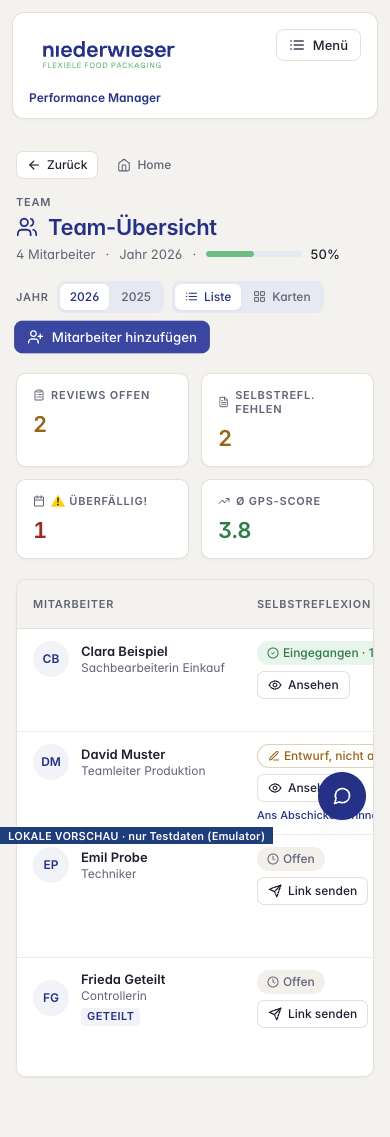 niederwieser
FLEXIBLE FOOD PACKAGING
Menü
Performance Manager
Zurück Home
TEAM
Team-Übersicht
4 Mitarbeiter · Jahr 2026 · 50%
JAHR 2026 2025 Liste Karten
Mitarbeiter hinzufügen
REVIEWS OFFEN
2
SELBSTREFL.
FEHLEN
2
⚠️ ÜBERFÄLLIG!
1
Ø GPS-SCORE
3.8
MITARBEITER SELBSTREFLEXION
CB Clara Beispiel
Sachbearbeiterin Einkauf
Eingegangen · 1
Ansehen
DM David Muster
Teamleiter Produktion
Entwurf, nicht a
Ans Abschick
LOKALE VORSCHAU · nur Testdaten (Emulator)
EP Emil Probe
Techniker
Offen
Link senden
FG Frieda Geteilt
Controllerin
GETEILT
Offen
Link senden